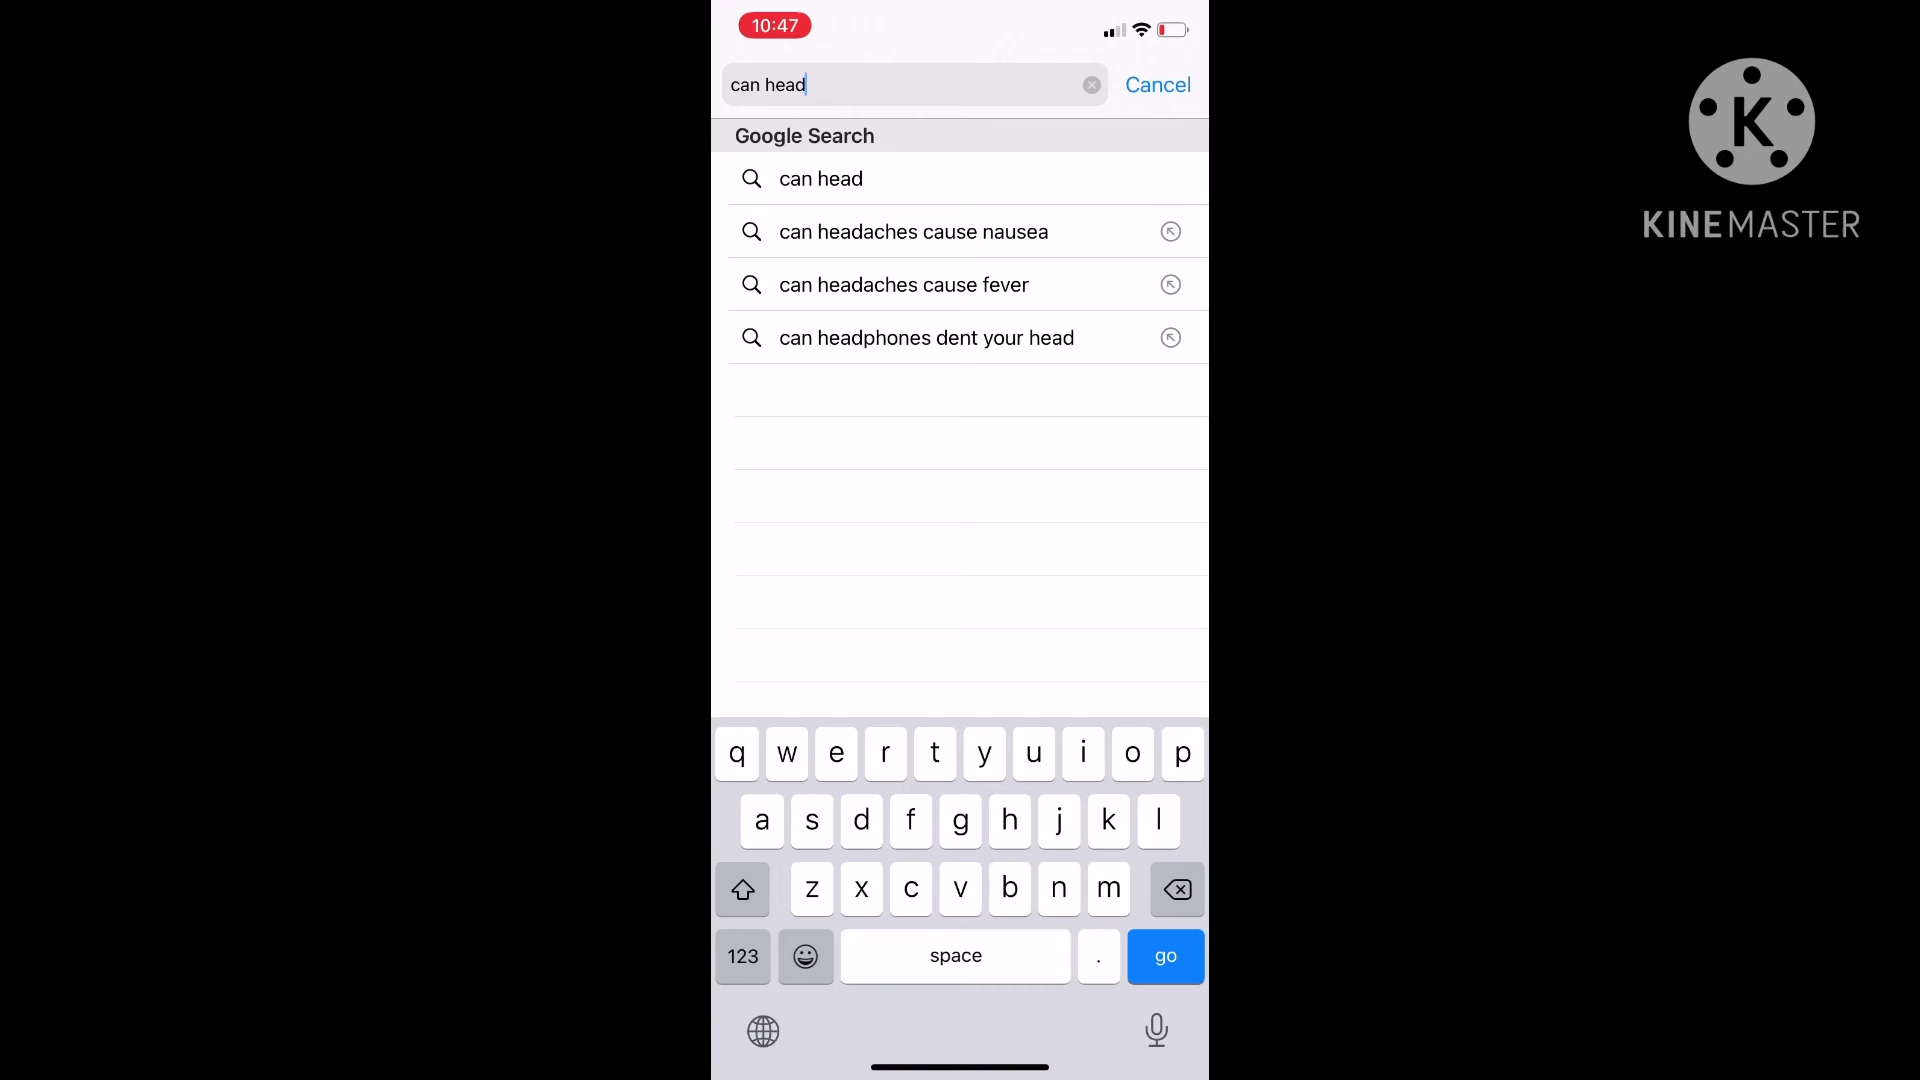 10:47
can head
Cancel
K
KINEMASTER
Google Search
can head
can headaches cause nausea
can headaches cause fever
can headphones dent your head
q w e r t y u i o p
a s d f g h j k l
z x c v b n m
123 space . go